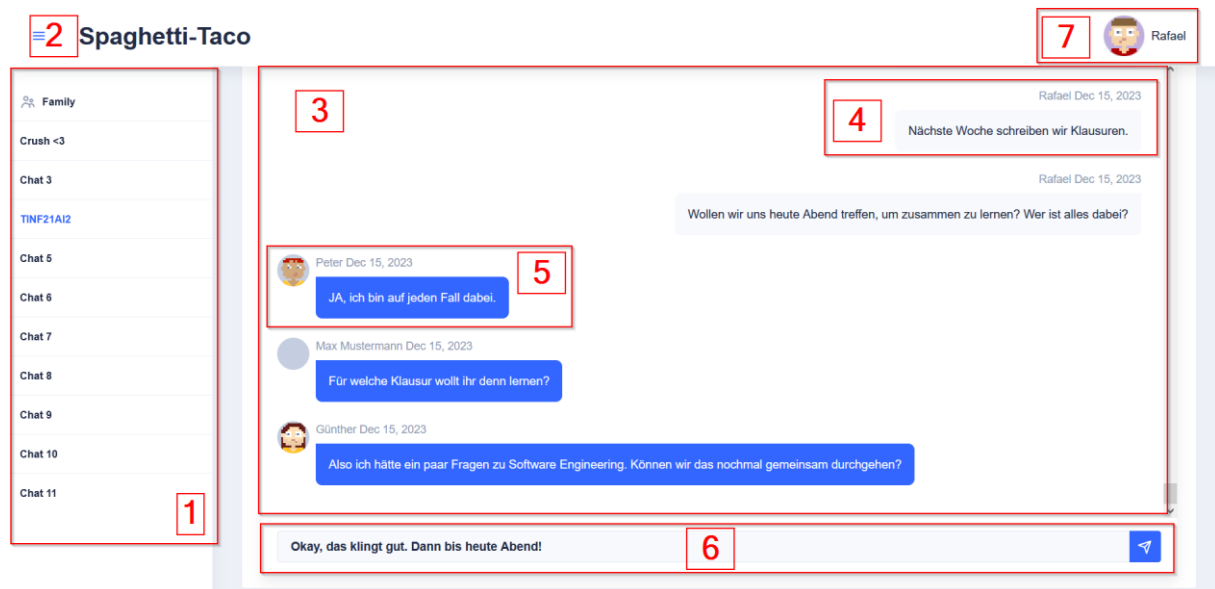 2
Spaghetti-Taco
7
Rafael
Family
Crush <3
Chat 3
TINF21AI2
Chat 5
Chat 6
Chat 7
Chat 8
Chat 9
Chat 10
Chat 11
1
3
4
Rafael Dec 15, 2023
Nächste Woche schreiben wir Klausuren.
Rafael Dec 15, 2023
Wollen wir uns heute Abend treffen, um zusammen zu lernen? Wer ist alles dabei?
Peter Dec 15, 2023
5
JA, ich bin auf jeden Fall dabei.
Max Mustermann Dec 15, 2023
Für welche Klausur wollt ihr denn lernen?
Günther Dec 15, 2023
Also ich hätte ein paar Fragen zu Software Engineering. Können wir das nochmal gemeinsam durchgehen?
Okay, das klingt gut. Dann bis heute Abend!
6